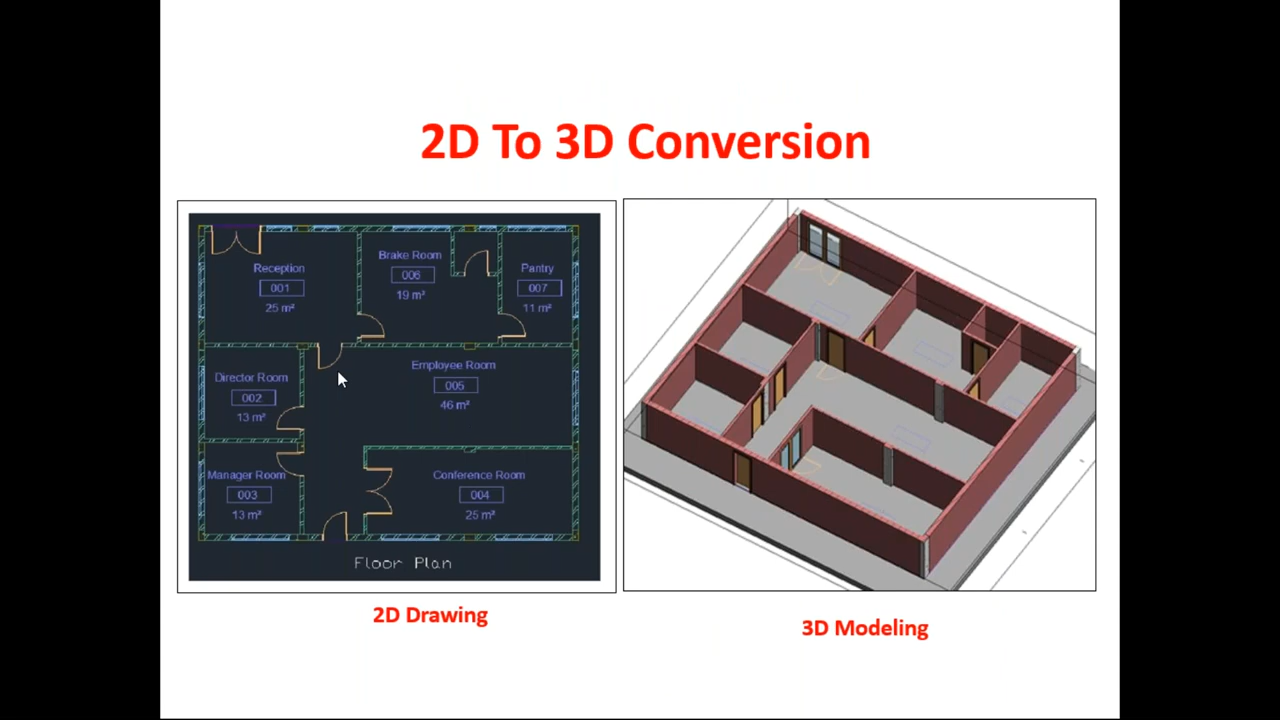 2D To 3D Conversion
Reception
001
25 m²
Brake Room
006
19 m²
Pantry
007
11 m²
Director Room
002
13 m²
Employee Room
005
46 m²
Manager Room
003
13 m²
Conference Room
004
25 m²
Floor Plan
2D Drawing
3D Modeling